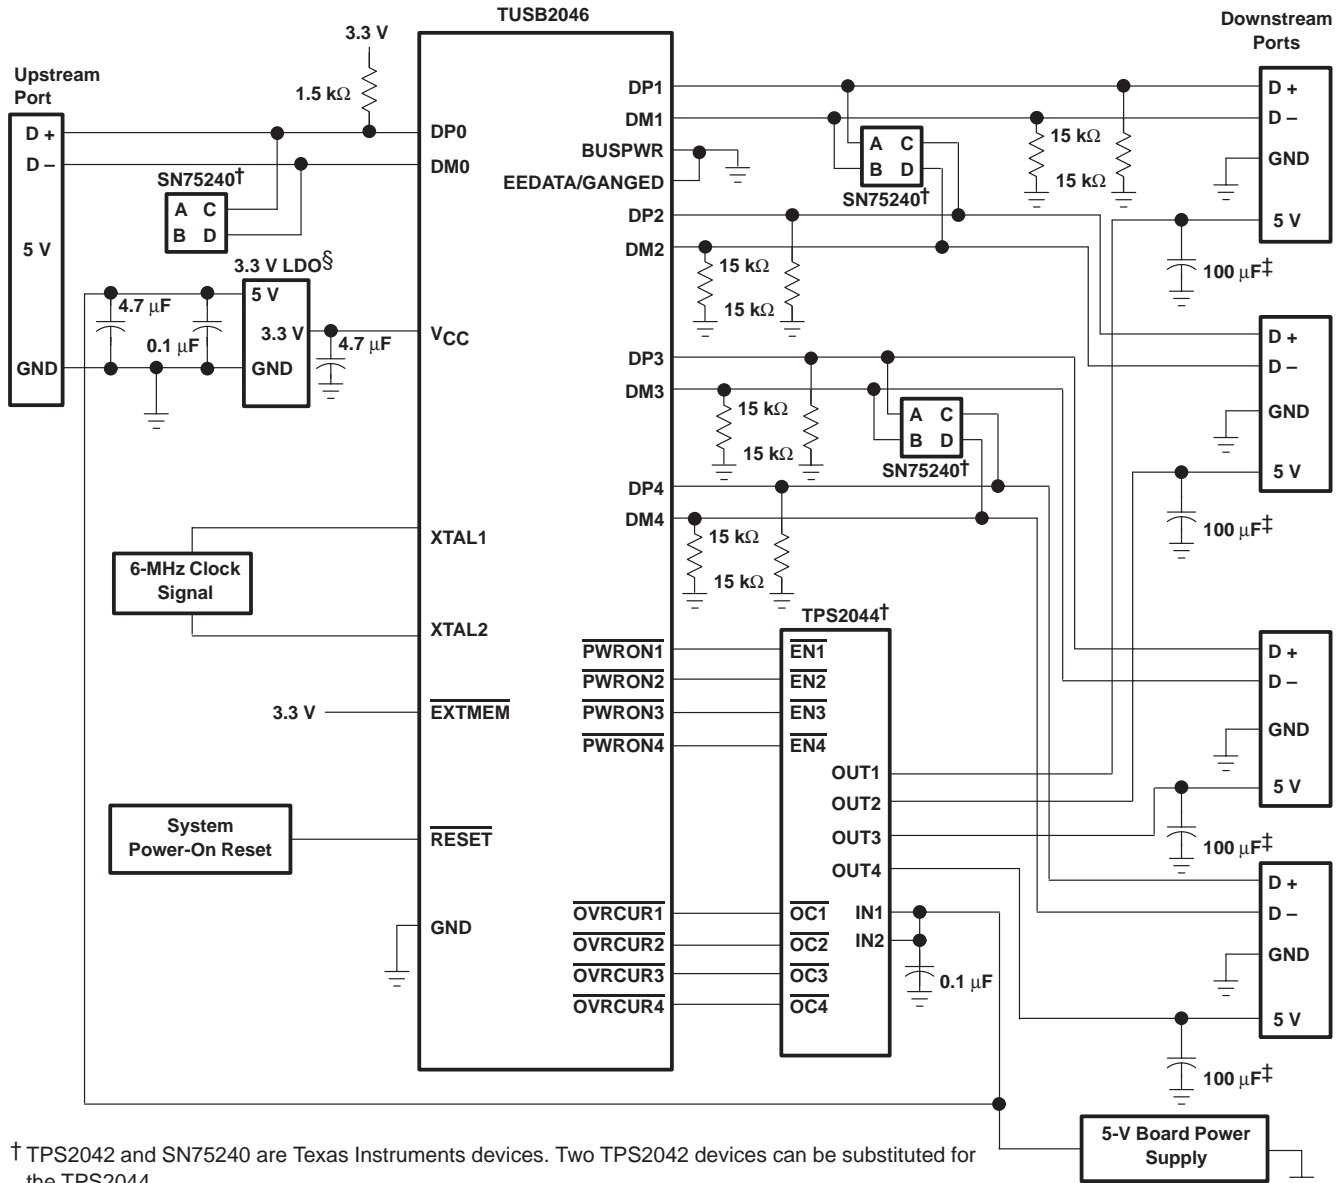 TUSB2046
Downstream
Ports
3.3 V
Upstream
Port
1.5 kΩ
D +
D –
5 V
GND
DP0
DM0
SN75240†
A C
B D
3.3 V LDO§
5 V
3.3 V
GND
4.7 µF
0.1 µF
4.7 µF
VCC
XTAL1
6-MHz Clock
Signal
XTAL2
3.3 V
EXTMEM
System
Power-On Reset
RESET
GND
DP1
DM1
BUSPWR
EEDATA/GANGED
DP2
DM2
DP3
DM3
DP4
DM4
PWRON1
PWRON2
PWRON3
PWRON4
OVRCUR1
OVRCUR2
OVRCUR3
OVRCUR4
A C
B D
SN75240†
15 kΩ
15 kΩ
15 kΩ
15 kΩ
15 kΩ
15 kΩ
A C
B D
SN75240†
15 kΩ
15 kΩ
TPS2044†
EN1
EN2
EN3
EN4
OUT1
OUT2
OUT3
OUT4
OC1
OC2
OC3
OC4
IN1
IN2
0.1 µF
D +
D –
GND
5 V
100 µF‡
D +
D –
GND
5 V
100 µF‡
D +
D –
GND
5 V
100 µF‡
D +
D –
GND
5 V
100 µF‡
5-V Board Power
Supply
† TPS2042 and SN75240 are Texas Instruments devices. Two TPS2042 devices can be substituted for
the TPS2044.